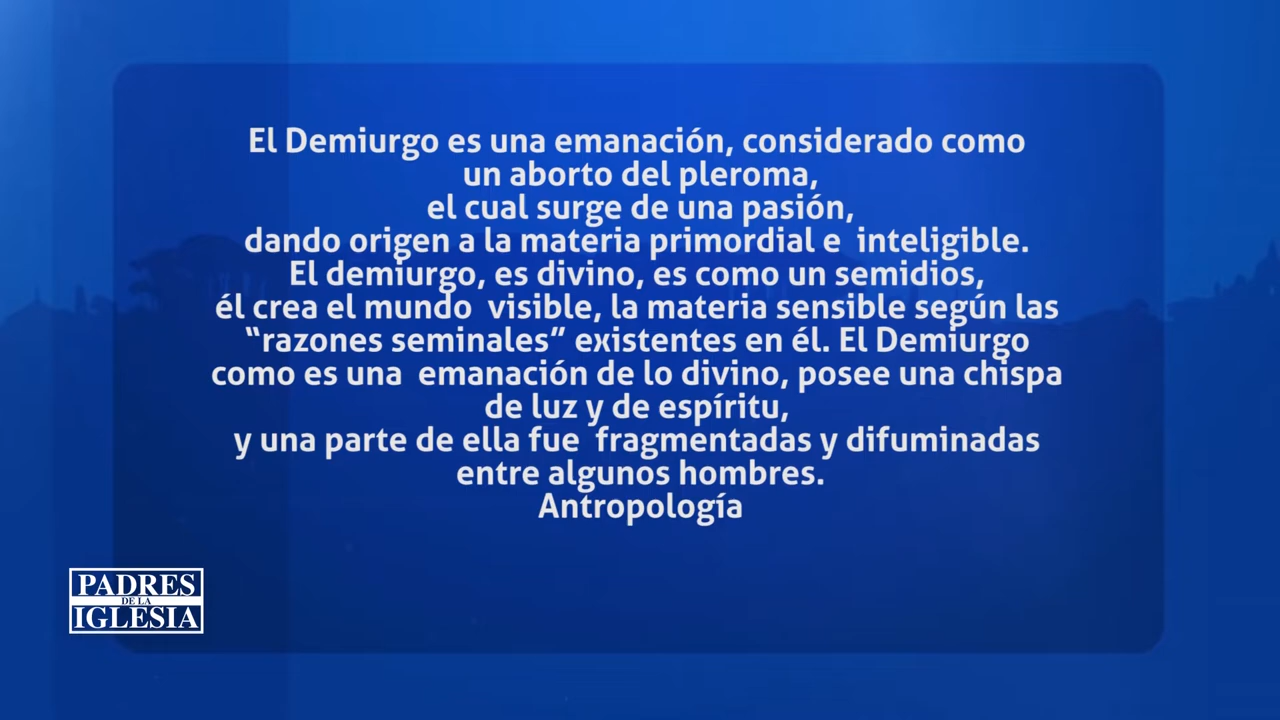 El Demiurgo es una emanación, considerado como
un aborto del pleroma,
el cual surge de una pasión,
dando origen a la materia primordial e  inteligible.
El demiurgo, es divino, es como un semidios,
él crea el mundo  visible, la materia sensible según las
“razones seminales” existentes en él. El Demiurgo
como es una  emanación de lo divino, posee una chispa
de luz y de espíritu,
y una parte de ella fue  fragmentadas y difuminadas
entre algunos hombres.
Antropología
PADRES
DE LA
IGLESIA